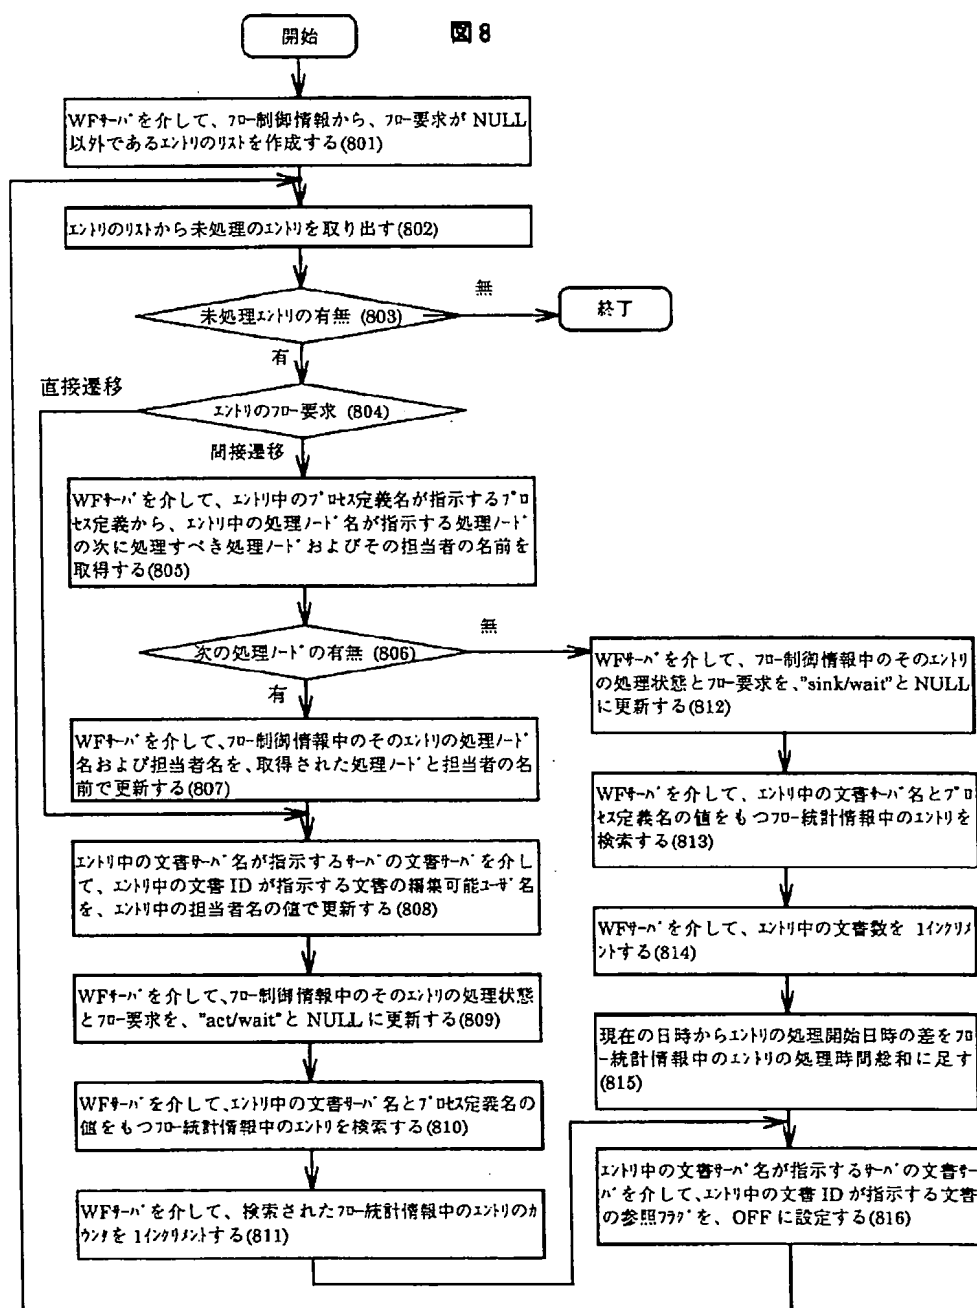 図8
開始
WFサーバを介して、フロー制御情報から、フロー要求が NULL
以外であるエントリのリストを作成する(801)
エントリのリストから未処理のエントリを取り出す(802)
未処理エントリの有無 (803)
無
終了
有
直接遷移
エントリのフロー要求 (804)
間接遷移
WFサーバを介して、エントリ中のプロセス定義名が指示するプロ
セス定義から、エントリ中の処理ノード名が指示する処理ノード
の次に処理すべき処理ノードおよびその担当者の名前を
取得する(805)
次の処理ノードの有無 (806)
無
有
WFサーバを介して、フロー制御情報中のそのエントリの処理ノード
名および担当者名を、取得された処理ノードと担当者の名
前で更新する(807)
エントリ中の文書サーバ名が指示するサーバの文書サーバを介し
て、エントリ中の文書 ID が指示する文書の編集可能ユーザ名
を、エントリ中の担当者名の値で更新する(808)
WFサーバを介して、フロー制御情報中のそのエントリの処理状態
とフロー要求を、"act/wait"と NULL に更新する(809)
WFサーバを介して、エントリ中の文書サーバ名とプロセス定義名の
値をもつフロー統計情報中のエントリを検索する(810)
WFサーバを介して、検索されたフロー統計情報中のエントリのカ
ウンタを 1インクリメントする(811)
WFサーバを介して、フロー制御情報中のそのエントリ
の処理状態とフロー要求を、"sink/wait"と NULL
に更新する(812)
WFサーバを介して、エントリ中の文書サーバ名とプロ
セス定義名の値をもつフロー統計情報中のエントリを
検索する(813)
WFサーバを介して、エントリ中の文書数を 1インクリメ
ントする(814)
現在の日時からエントリの処理開始日時の差をフロ
ー統計情報中のエントリの処理時間総和に足す
(815)
エントリ中の文書サーバ名が指示するサーバの文書サー
バを介して、エントリ中の文書 ID が指示する文書
の参照フラグを、OFF に設定する(816)